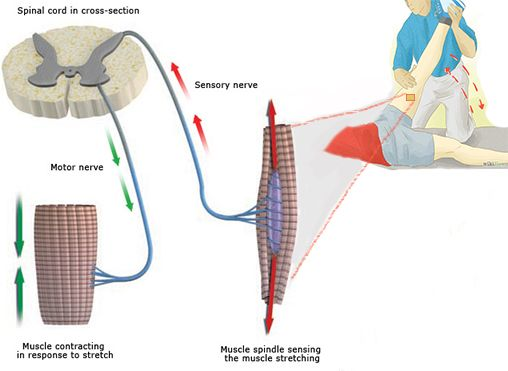 Spinal cord in cross-section
Sensory nerve
Motor nerve
Muscle contracting
in response to stretch
Muscle spindle sensing
the muscle stretching